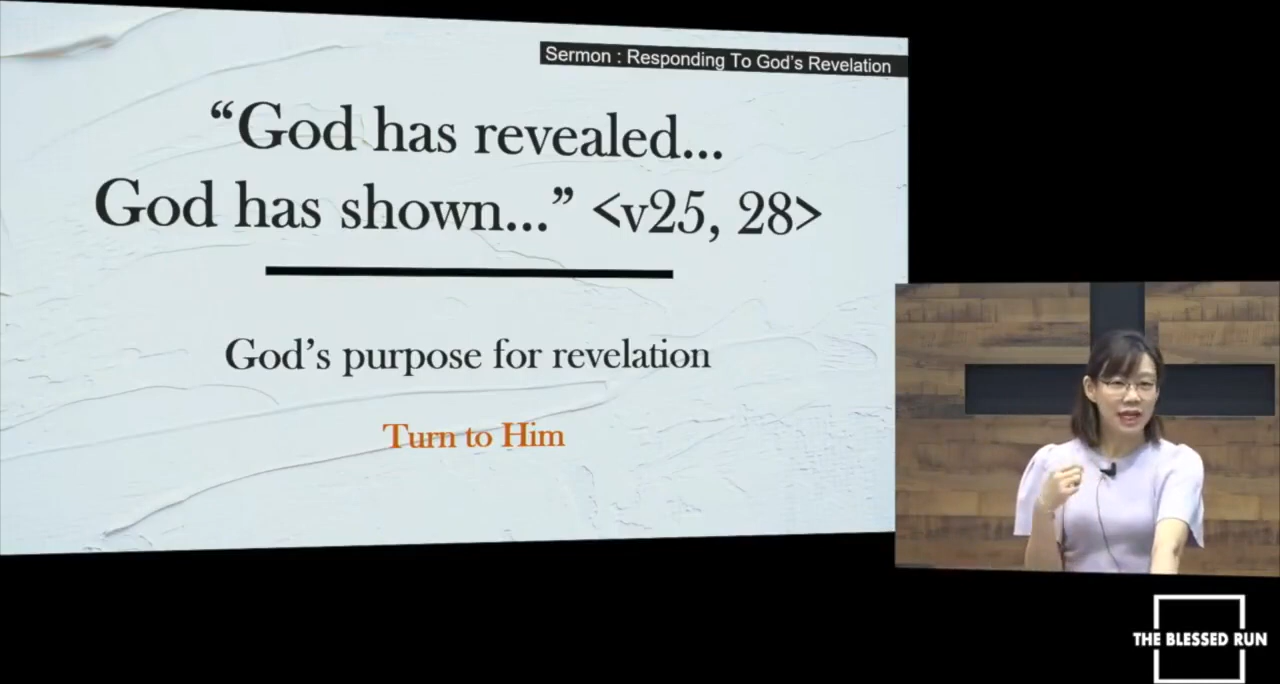 Sermon : Responding To God's Revelation
“God has revealed...
God has shown...” <v25, 28>
God’s purpose for revelation
Turn to Him
THE BLESSED RUN